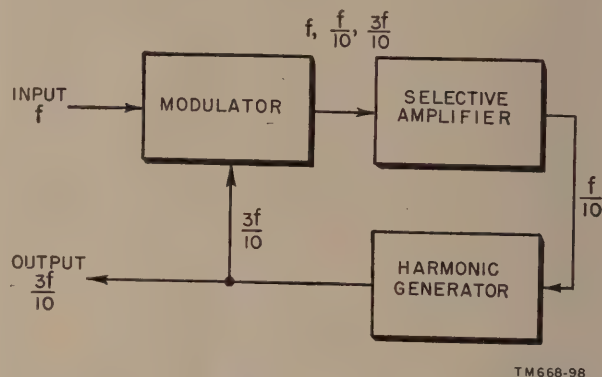 f, f/10, 3f/10
INPUT
f
MODULATOR
SELECTIVE
AMPLIFIER
f/10
3f/10
OUTPUT
3f/10
HARMONIC
GENERATOR
TM668-98